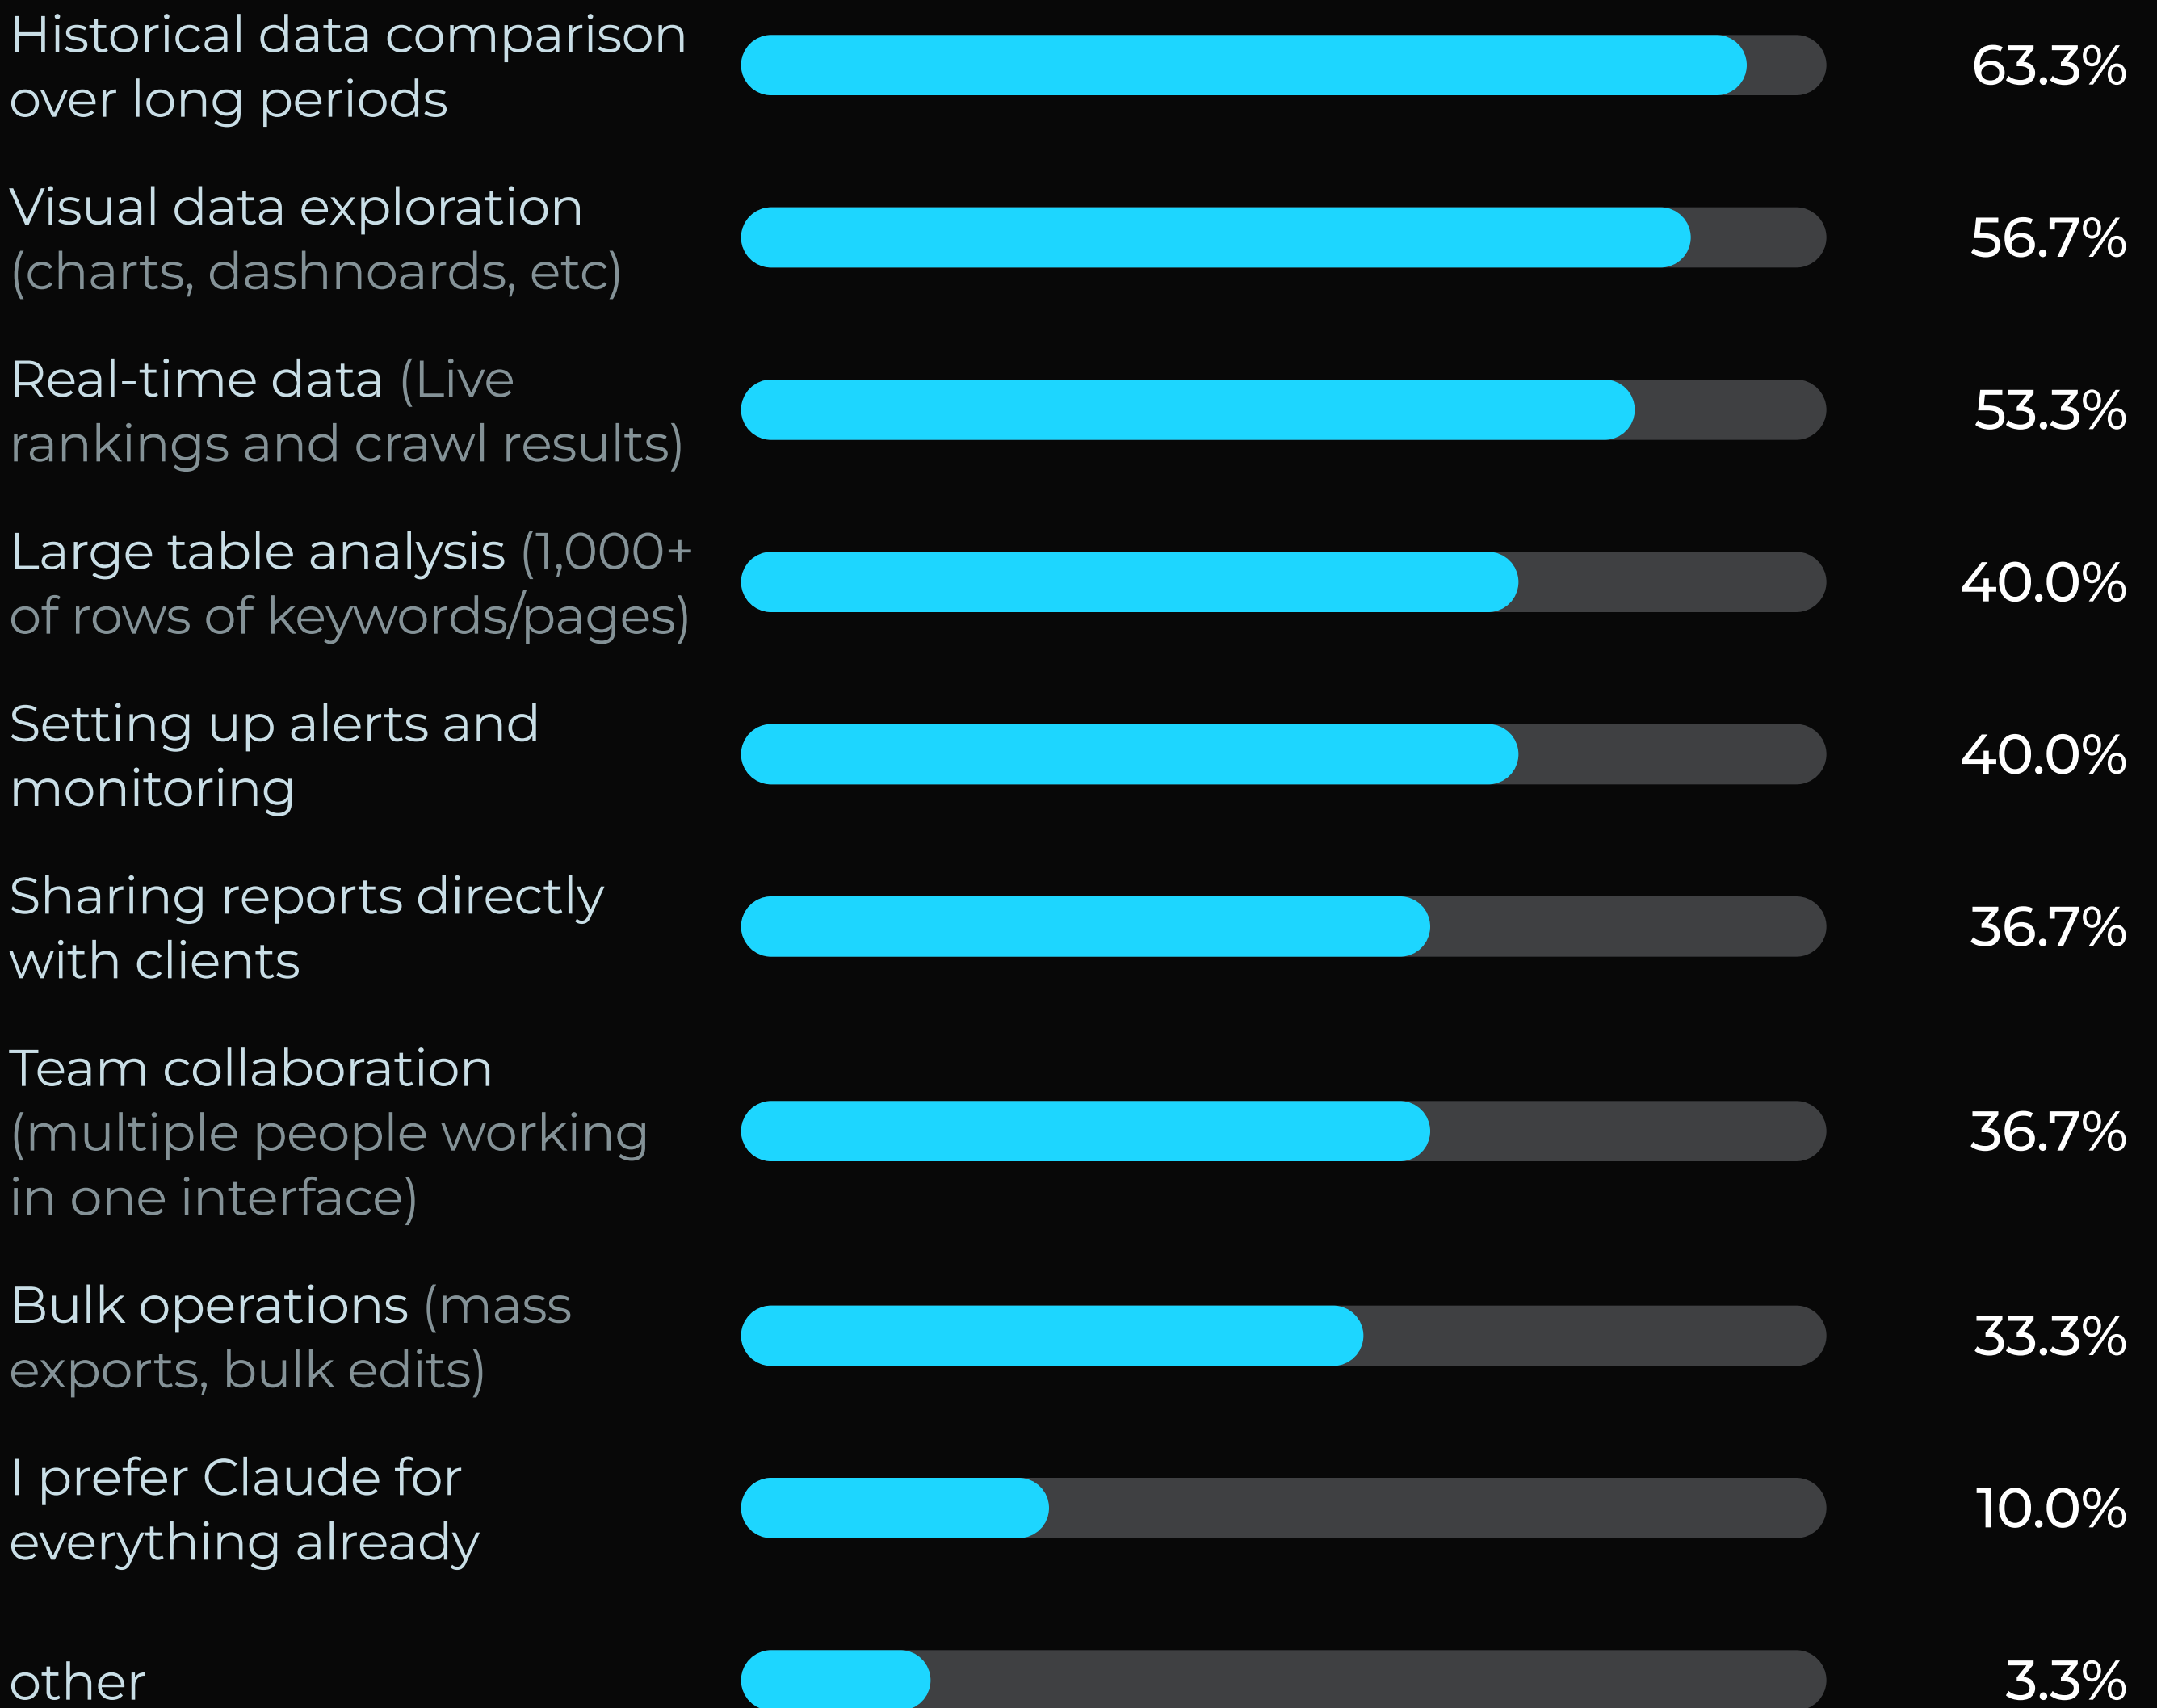 Historical data comparison
over long periods
63.3%
Visual data exploration
(charts, dashnoards, etc)
56.7%
Real-time data (Live
rankings and crawl results)
53.3%
Large table analysis (1,000+
of rows of keywords/pages)
40.0%
Setting up alerts and
monitoring
40.0%
Sharing reports directly
with clients
36.7%
Team collaboration
(multiple people working
in one interface)
36.7%
Bulk operations (mass
exports, bulk edits)
33.3%
I prefer Claude for
everything already
10.0%
other
3.3%